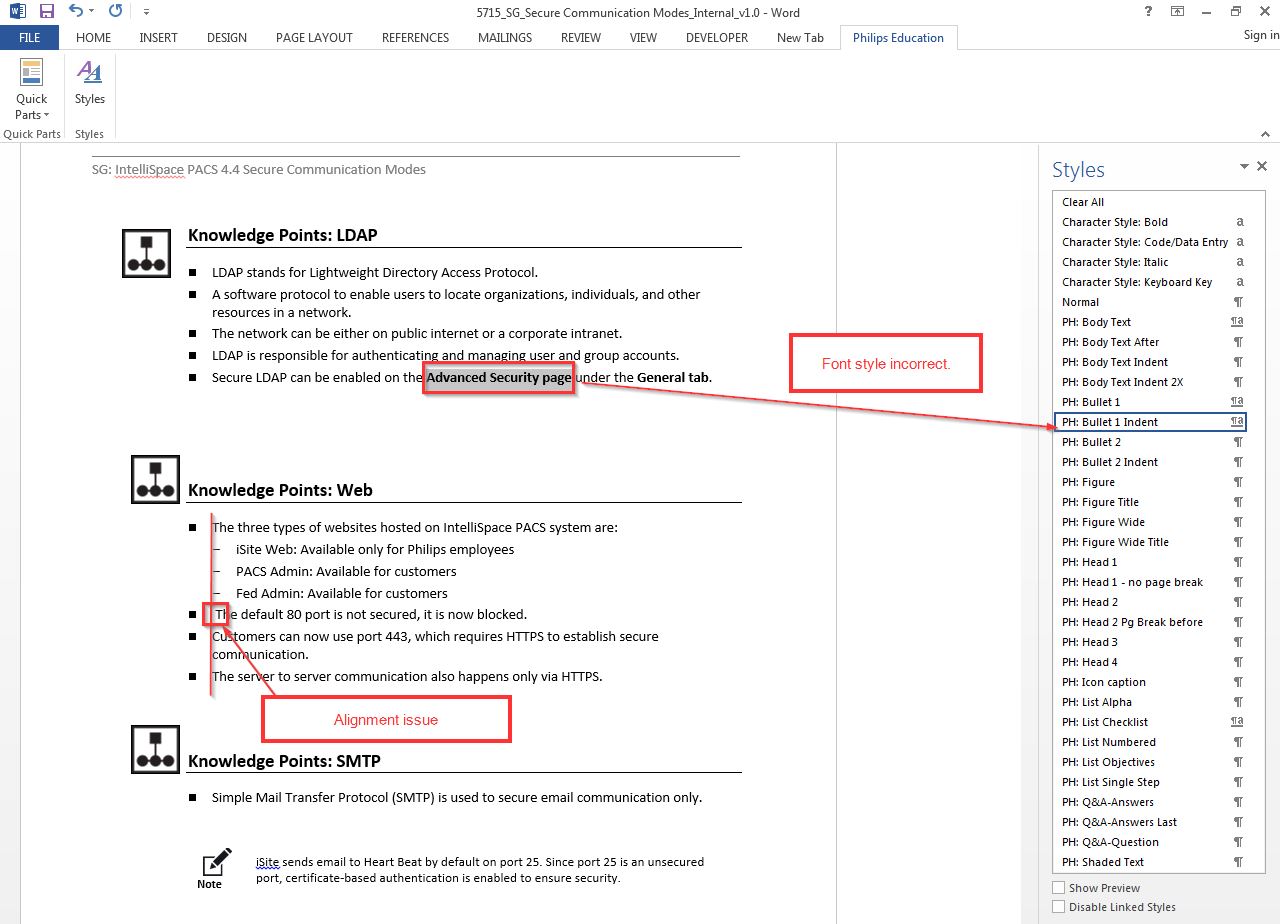 5715_SG_Secure Communication Modes_Internal_v1.0 - Word
FILE HOME INSERT DESIGN PAGE LAYOUT REFERENCES MAILINGS REVIEW VIEW DEVELOPER New Tab Philips Education Sign in
Quick Parts
Styles
Quick Parts
Styles
SG: IntelliSpace PACS 4.4 Secure Communication Modes
Knowledge Points: LDAP
■ LDAP stands for Lightweight Directory Access Protocol.
■ A software protocol to enable users to locate organizations, individuals, and other
resources in a network.
■ The network can be either on public internet or a corporate intranet.
■ LDAP is responsible for authenticating and managing user and group accounts.
■ Secure LDAP can be enabled on the Advanced Security page under the General tab.
Font style incorrect.
Knowledge Points: Web
■ The three types of websites hosted on IntelliSpace PACS system are:
– iSite Web: Available only for Philips employees
– PACS Admin: Available for customers
– Fed Admin: Available for customers
■ The default 80 port is not secured, it is now blocked.
■ Customers can now use port 443, which requires HTTPS to establish secure
communication.
■ The server to server communication also happens only via HTTPS.
Alignment issue
Knowledge Points: SMTP
■ Simple Mail Transfer Protocol (SMTP) is used to secure email communication only.
Note
iSite sends email to Heart Beat by default on port 25. Since port 25 is an unsecured
port, certificate-based authentication is enabled to ensure security.
Styles
Clear All
Character Style: Bold a
Character Style: Code/Data Entry a
Character Style: Italic a
Character Style: Keyboard Key a
Normal ¶
PH: Body Text ¶a
PH: Body Text After ¶
PH: Body Text Indent ¶
PH: Body Text Indent 2X ¶
PH: Bullet 1 ¶a
PH: Bullet 1 Indent ¶a
PH: Bullet 2 ¶
PH: Bullet 2 Indent ¶
PH: Figure ¶
PH: Figure Title ¶
PH: Figure Wide ¶
PH: Figure Wide Title ¶
PH: Head 1 ¶
PH: Head 1 - no page break ¶
PH: Head 2 ¶
PH: Head 2 Pg Break before ¶
PH: Head 3 ¶
PH: Head 4 ¶
PH: Icon caption ¶
PH: List Alpha ¶
PH: List Checklist ¶a
PH: List Numbered ¶
PH: List Objectives ¶
PH: List Single Step ¶
PH: Q&A-Answers ¶
PH: Q&A-Answers Last ¶
PH: Q&A-Question ¶
PH: Shaded Text ¶
Show Preview
Disable Linked Styles